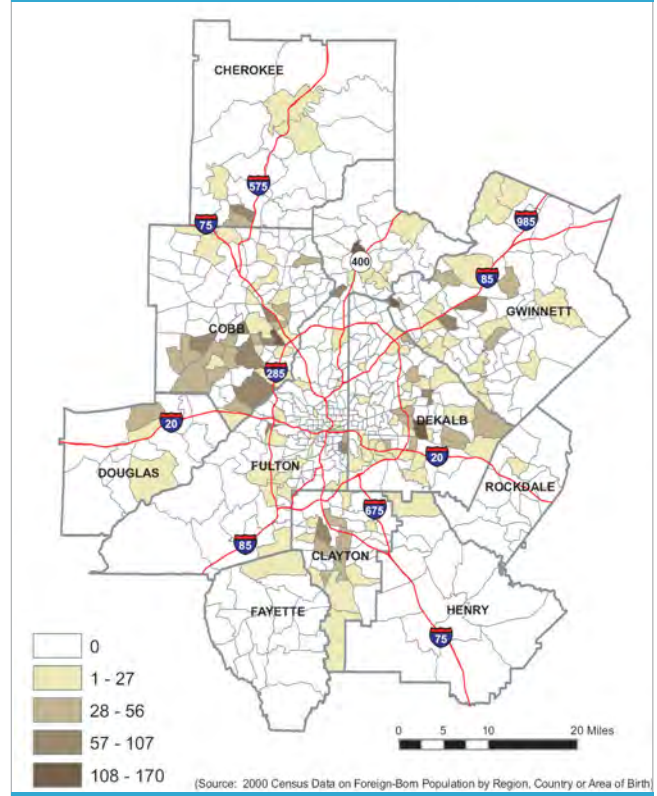 CHEROKEE
575
75
985
400
85
GWINNETT
COBB
285
DEKALB
20
20
DOUGLAS
FULTON
ROCKDALE
675
85
CLAYTON
FAYETTE
HENRY
75
0
1 - 27
28 - 56
57 - 107
108 - 170
0 5 10 20 Miles
(Source: 2000 Census Data on Foreign-Born Population by Region, Country or Area of Birth)